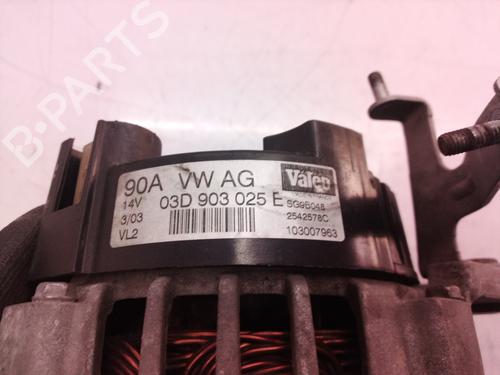 B-PARTS
90A VW AG
14V 03D 903 025 E
3/03
VL2
Valeo
SG9B048
2542578C
103007963